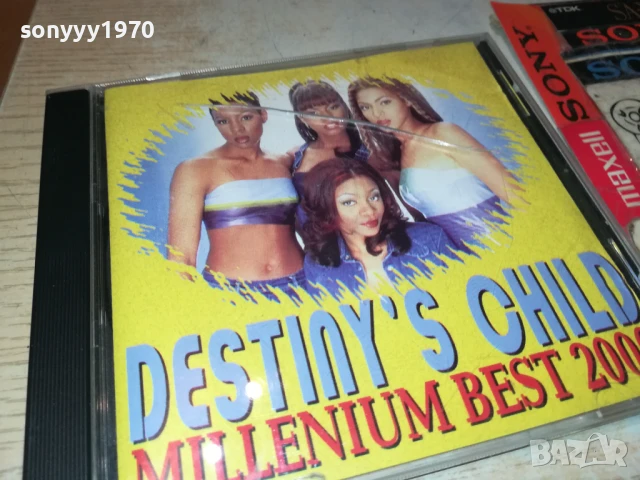 sonyyy1970
TDK
SONY
maxell
DESTINY'S CHILD
MILLENIUM BEST 200
BAZAR